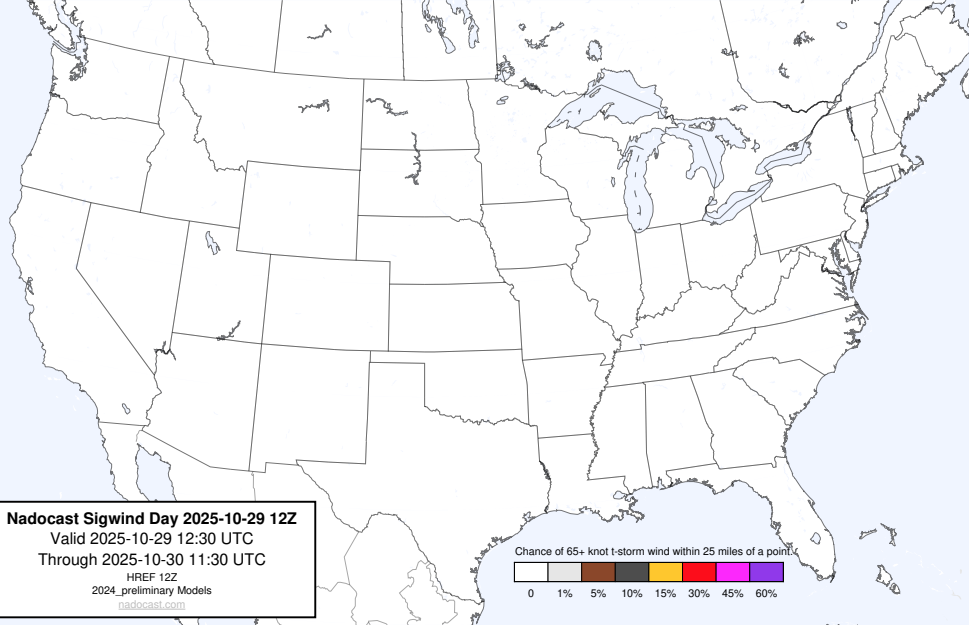 Nadocast Sigwind Day 2025-10-29 12Z
Valid 2025-10-29 12:30 UTC
Through 2025-10-30 11:30 UTC
HREF 12Z
2024_preliminary Models
nadocast.com
Chance of 65+ knot t-storm wind within 25 miles of a point.
0 1% 5% 10% 15% 30% 45% 60%